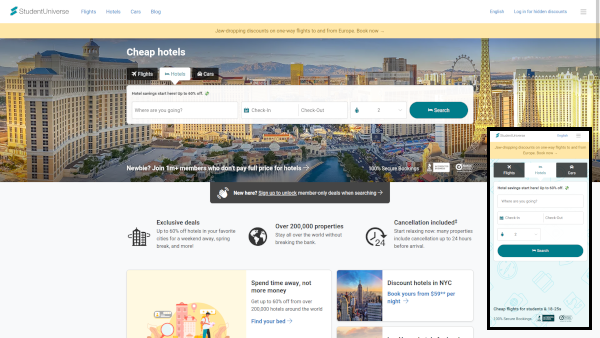 StudentUniverse
Flights
Hotels
Cars
Blog
English
Log in for hidden discounts
Jaw-dropping discounts on one-way flights to and from Europe. Book now →
Cheap hotels
Flights
Hotels
Cars
Hotel savings start here! Up to 60% off.
Where are you going?
Check-In
Check-Out
2
Search
Newbie? Join 1m+ members who don't pay full price for hotels →
100% Secure Bookings
New here? Sign up to unlock member-only deals when searching →
Exclusive deals
Up to 60% off hotels in your favorite
cities for a weekend away, spring
break, and more!
Over 200,000 properties
Stay all over the world without
breaking the bank.
24
Cancellation included‡
Start relaxing now: many properties
include cancellation up to 24 hours
before arrival.
Spend time away, not
more money
Get up to 60% off from over
200,000 hotels around the world
Find your bed →
Discount hotels in NYC
Book yours from $59** per
night →
StudentUniverse
English
Jaw-dropping discounts on one-way flights to and from
Europe. Book now →
Flights
Hotels
Cars
Hotel savings start here! Up to 60% off.
Where are you going?
Check-In
Check-Out
2
Search
Cheap flights for students & 18-25s
100% Secure Bookings